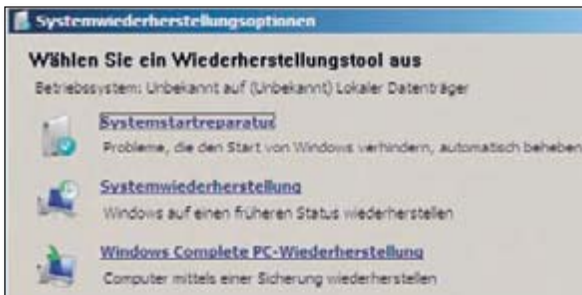 Systemwiederherstellungsoptionen
Wählen Sie ein Wiederherstellungstool aus
Betriebssystem: Unbekannt auf (Unbekannt) Lokaler Datenträger
Systemstartreparatur
Probleme, die den Start von Windows verhindern, automatisch beheben
Systemwiederherstellung
Windows auf einen früheren Status wiederherstellen
Windows Complete PC-Wiederherstellung
Computer mittels einer Sicherung wiederherstellen